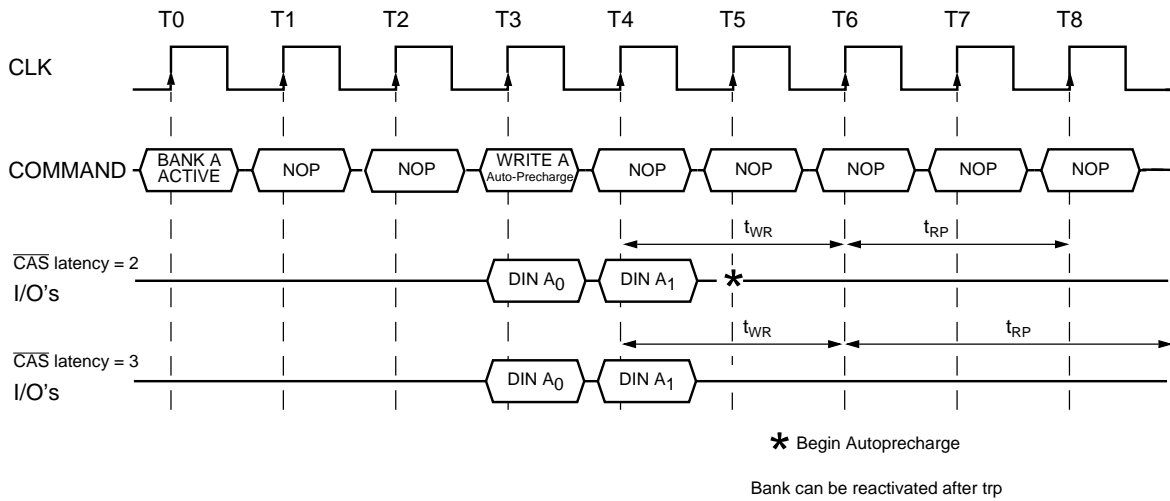 T0 T1 T2 T3 T4 T5 T6 T7 T8
CLK
COMMAND
BANK A
ACTIVE
NOP
NOP
WRITE A
Auto-Precharge
NOP
NOP
NOP
NOP
NOP
tWR
tRP
CAS latency = 2
I/O's
DIN A0
DIN A1
*
tWR
tRP
CAS latency = 3
I/O's
DIN A0
DIN A1
* Begin Autoprecharge
Bank can be reactivated after trp